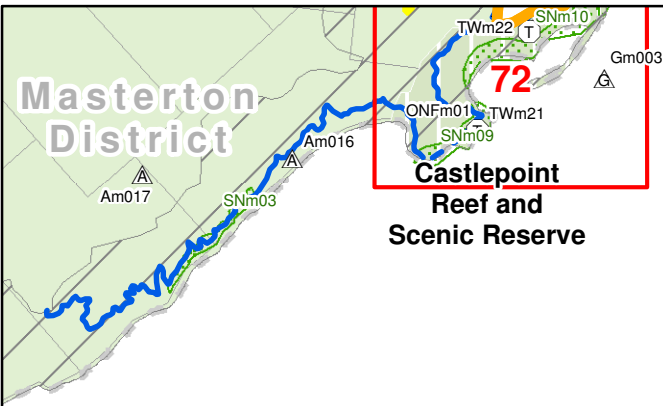 TWm22
SNm10
T
Gm003
72
G
Masterton
District
ONFm01
TWm21
T
SNm09
Am016
A
Castlepoint
Reef and
Scenic Reserve
A
Am017
SNm03